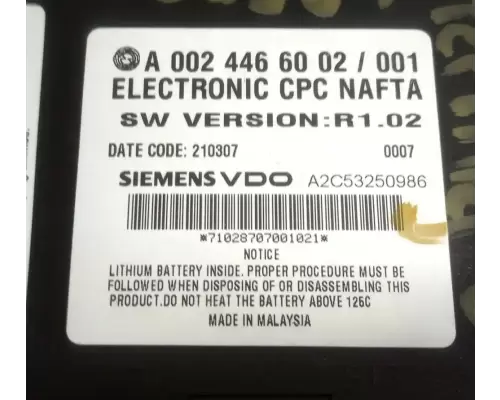 A 002 446 60 02 / 001
ELECTRONIC CPC NAFTA
SW VERSION:R1.02
DATE CODE: 210307 0007
SIEMENS VDO A2C53250986
*71028707001021*
NOTICE
LITHIUM BATTERY INSIDE. PROPER PROCEDURE MUST BE
FOLLOWED WHEN DISPOSING OF OR DISASSEMBLING THIS
PRODUCT.DO NOT HEAT THE BATTERY ABOVE 125C
MADE IN MALAYSIA